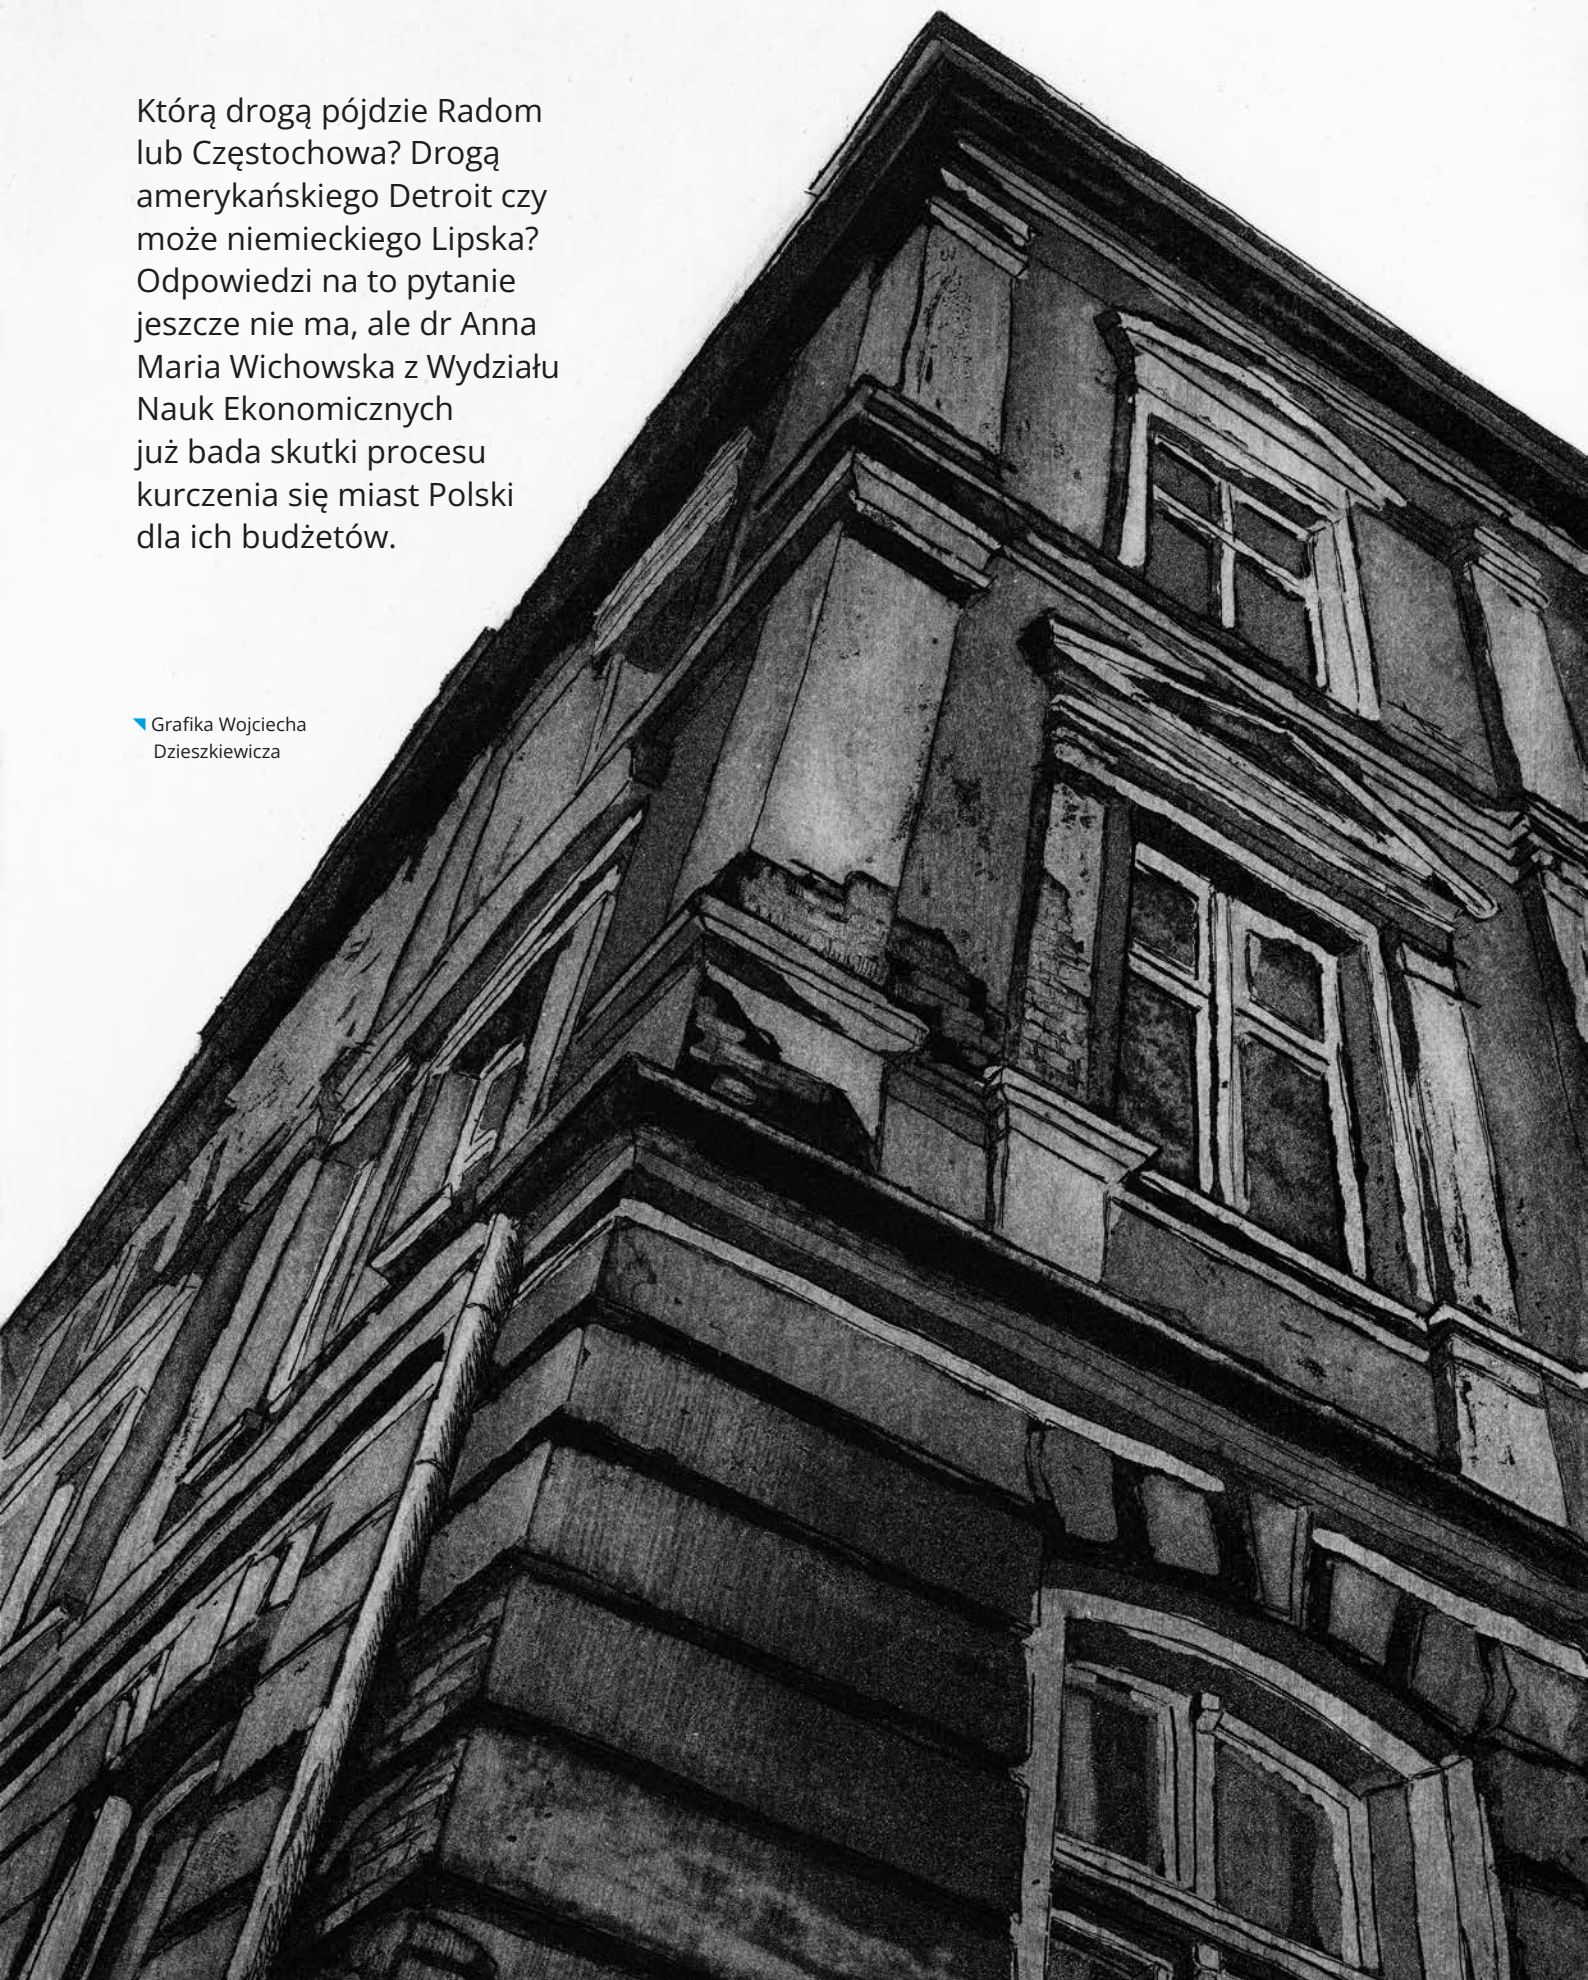 Którą drogą pójdzie Radom
lub Częstochowa? Drogą
amerykańskiego Detroit czy
może niemieckiego Lipska?
Odpowiedzi na to pytanie
jeszcze nie ma, ale dr Anna
Maria Wichowska z Wydziału
Nauk Ekonomicznych
już bada skutki procesu
kurczenia się miast Polski
dla ich budżetów.
Grafika Wojciecha
Dzieszkiewicza